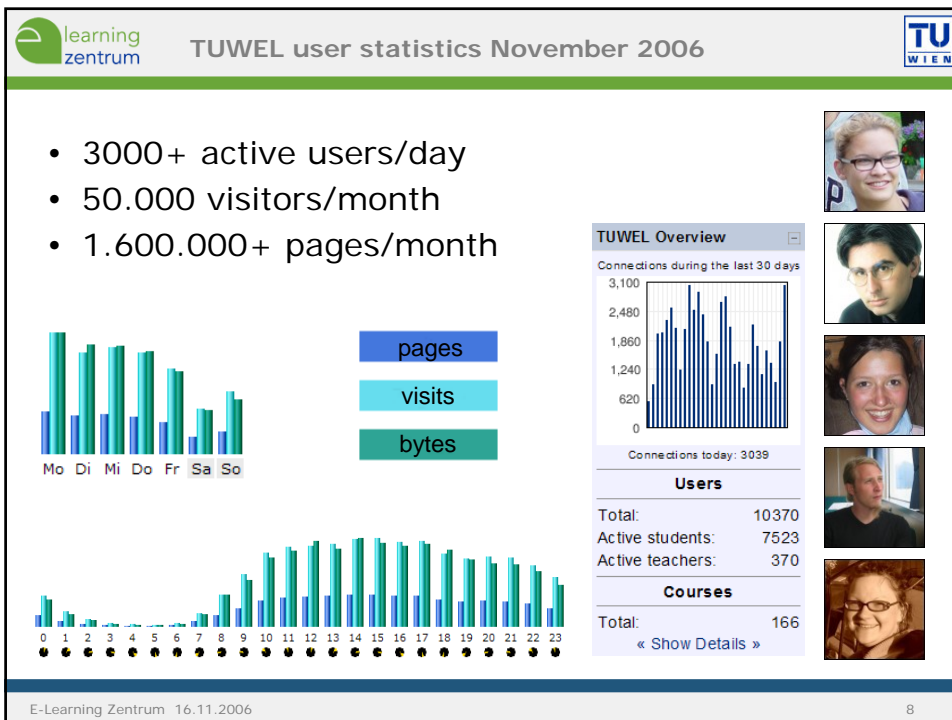 e learning
zentrum
TUWEL user statistics November 2006
TU
WIEN
• 3000+ active users/day
• 50.000 visitors/month
• 1.600.000+ pages/month
pages
visits
bytes
Mo Di Mi Do Fr Sa So
0 1 2 3 4 5 6 7 8 9 10 11 12 13 14 15 16 17 18 19 20 21 22 23
TUWEL Overview
Connections during the last 30 days
3,100
2,480
1,860
1,240
620
0
Connections today: 3039
Users
Total: 10370
Active students: 7523
Active teachers: 370
Courses
Total: 166
« Show Details »
P
E-Learning Zentrum 16.11.2006 8